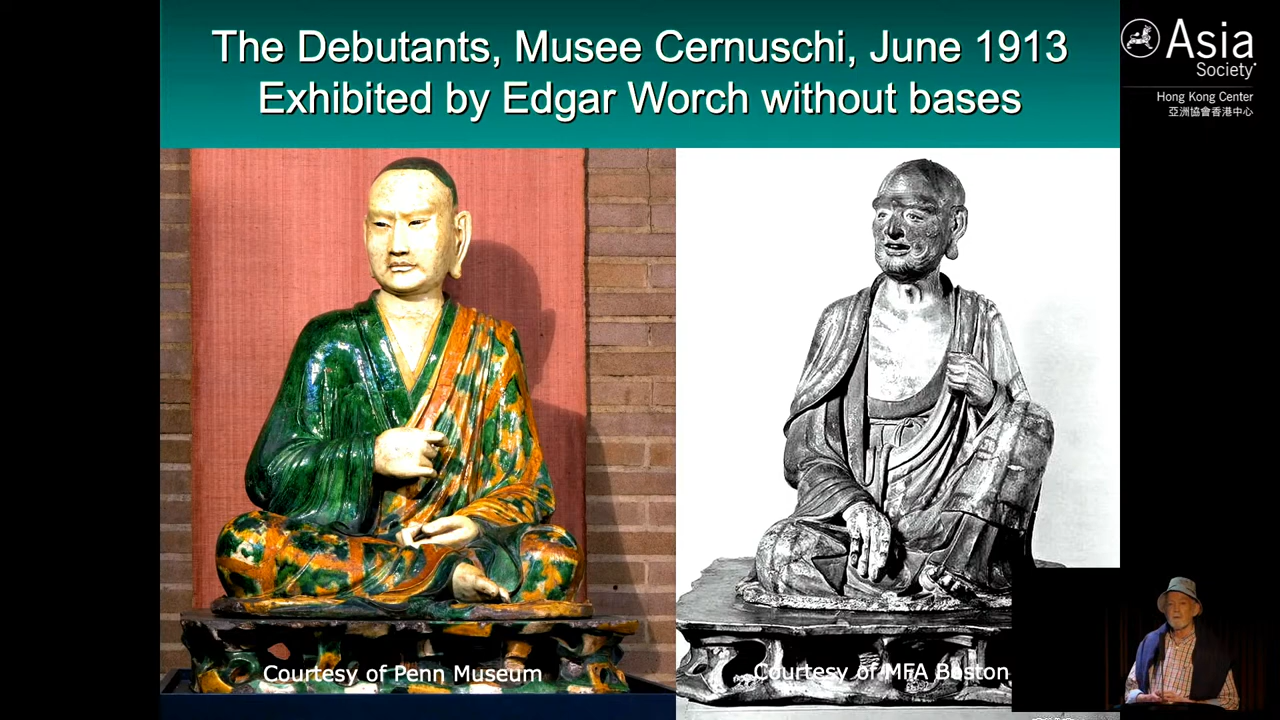 The Debutants, Musee Cernuschi, June 1913
Exhibited by Edgar Worch without bases
Asia
Society
Hong Kong Center
亞洲協會香港中心
Courtesy of Penn Museum
Courtesy of MFA Boston